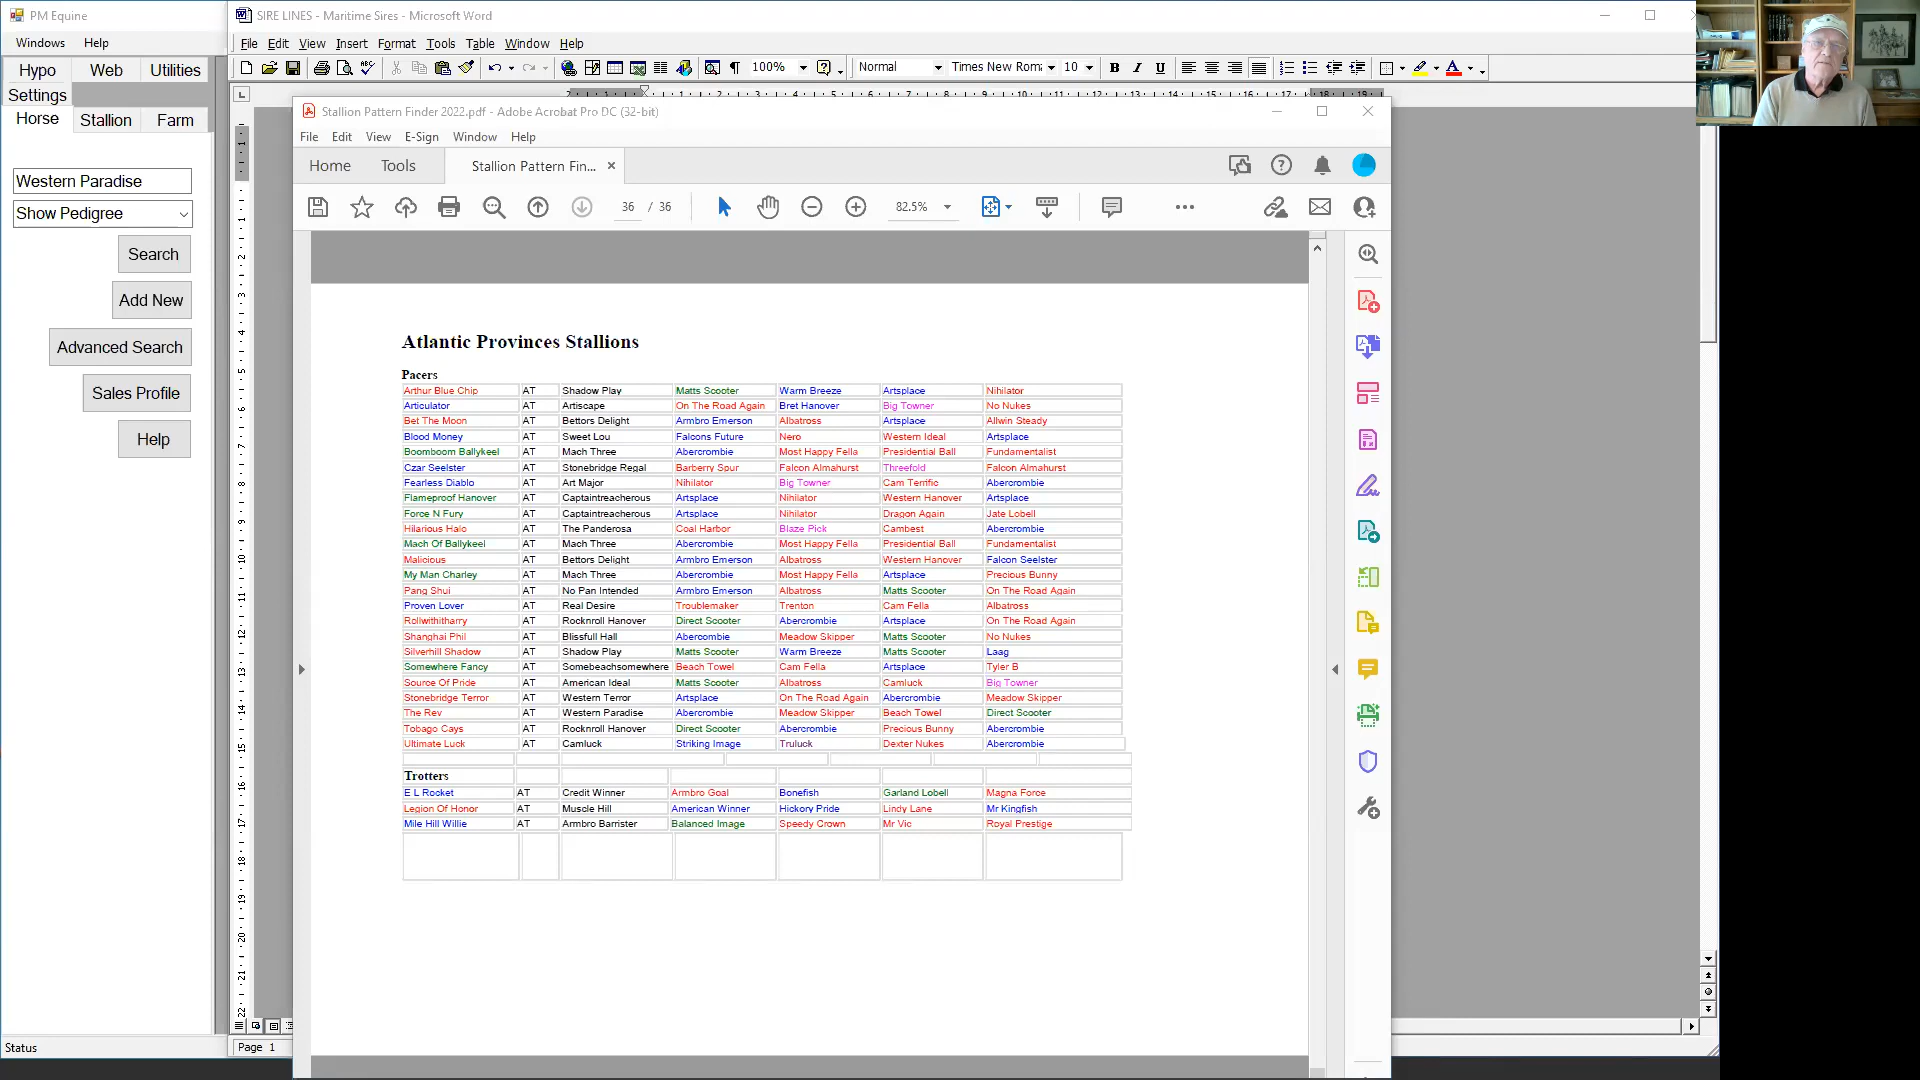 PM Equine
Windows Help
Hypo Web Utilities
Settings
Horse Stallion Farm
Western Paradise
Show Pedigree
Search
Add New
Advanced Search
Sales Profile
Help
Status
SIRE LINES - Maritime Sires - Microsoft Word
File Edit View Insert Format Tools Table Window Help
100% Normal Times New Roma 10 B I U
Page 1
Stallion Pattern Finder 2022.pdf - Adobe Acrobat Pro DC (32-bit)
File Edit View E-Sign Window Help
Home Tools Stallion Pattern Fin... ×
36 / 36 82.5%
Atlantic Provinces Stallions
Pacers
Arthur Blue Chip AT Shadow Play Matts Scooter Warm Breeze Artsplace Nihilator
Articulator AT Artiscape On The Road Again Bret Hanover Big Towner No Nukes
Bet The Moon AT Bettors Delight Armbro Emerson Albatross Artsplace Allwin Steady
Blood Money AT Sweet Lou Falcons Future Nero Western Ideal Artsplace
Boomboom Ballykeel AT Mach Three Abercrombie Most Happy Fella Presidential Ball Fundamentalist
Czar Seelster AT Stonebridge Regal Barberry Spur Falcon Almahurst Threefold Falcon Almahurst
Fearless Diablo AT Art Major Nihilator Big Towner Cam Terrific Abercrombie
Flameproof Hanover AT Captaintreacherous Artsplace Nihilator Western Hanover Artsplace
Force N Fury AT Captaintreacherous Artsplace Nihilator Dragon Again Jate Lobell
Hilarious Halo AT The Panderosa Coal Harbor Blaze Pick Cambest Abercrombie
Mach Of Ballykeel AT Mach Three Abercrombie Most Happy Fella Presidential Ball Fundamentalist
Malicious AT Bettors Delight Armbro Emerson Albatross Western Hanover Falcon Seelster
My Man Charley AT Mach Three Abercrombie Most Happy Fella Artsplace Precious Bunny
Pang Shui AT No Pan Intended Armbro Emerson Albatross Matts Scooter On The Road Again
Proven Lover AT Real Desire Troublemaker Trenton Cam Fella Albatross
Rollwithitharry AT Rocknroll Hanover Direct Scooter Abercrombie Artsplace On The Road Again
Shanghai Phil AT Blissfull Hall Abercombie Meadow Skipper Matts Scooter No Nukes
Silverhill Shadow AT Shadow Play Matts Scooter Warm Breeze Matts Scooter Laag
Somewhere Fancy AT Somebeachsomewhere Beach Towel Cam Fella Artsplace Tyler B
Source Of Pride AT American Ideal Matts Scooter Albatross Camluck Big Towner
Stonebridge Terror AT Western Terror Artsplace On The Road Again Abercrombie Meadow Skipper
The Rev AT Western Paradise Abercrombie Meadow Skipper Beach Towel Direct Scooter
Tobago Cays AT Rocknroll Hanover Direct Scooter Abercrombie Precious Bunny Abercrombie
Ultimate Luck AT Camluck Striking Image Truluck Dexter Nukes Abercrombie
Trotters
E L Rocket AT Credit Winner Armbro Goal Bonefish Garland Lobell Magna Force
Legion Of Honor AT Muscle Hill American Winner Hickory Pride Lindy Lane Mr Kingfish
Mile Hill Willie AT Armbro Barrister Balanced Image Speedy Crown Mr Vic Royal Prestige